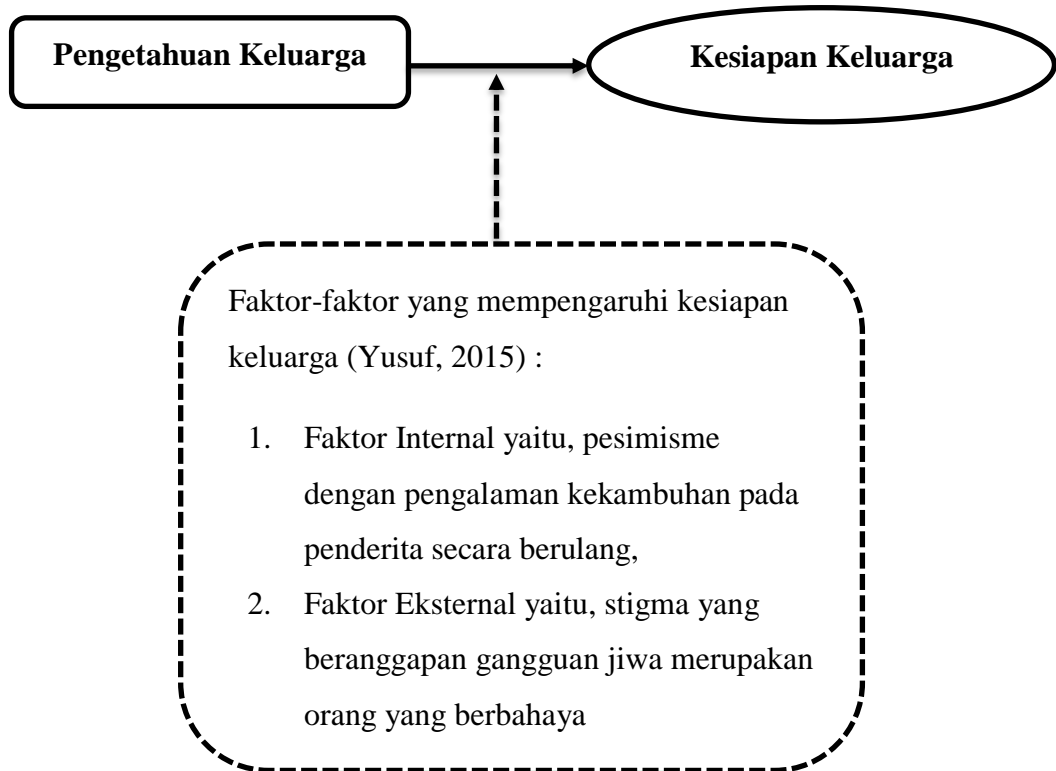 Pengetahuan Keluarga
Kesiapan Keluarga
Faktor-faktor yang mempengaruhi kesiapan
keluarga (Yusuf, 2015) :
1. Faktor Internal yaitu, pesimisme
dengan pengalaman kekambuhan pada
penderita secara berulang,
2. Faktor Eksternal yaitu, stigma yang
beranggapan gangguan jiwa merupakan
orang yang berbahaya